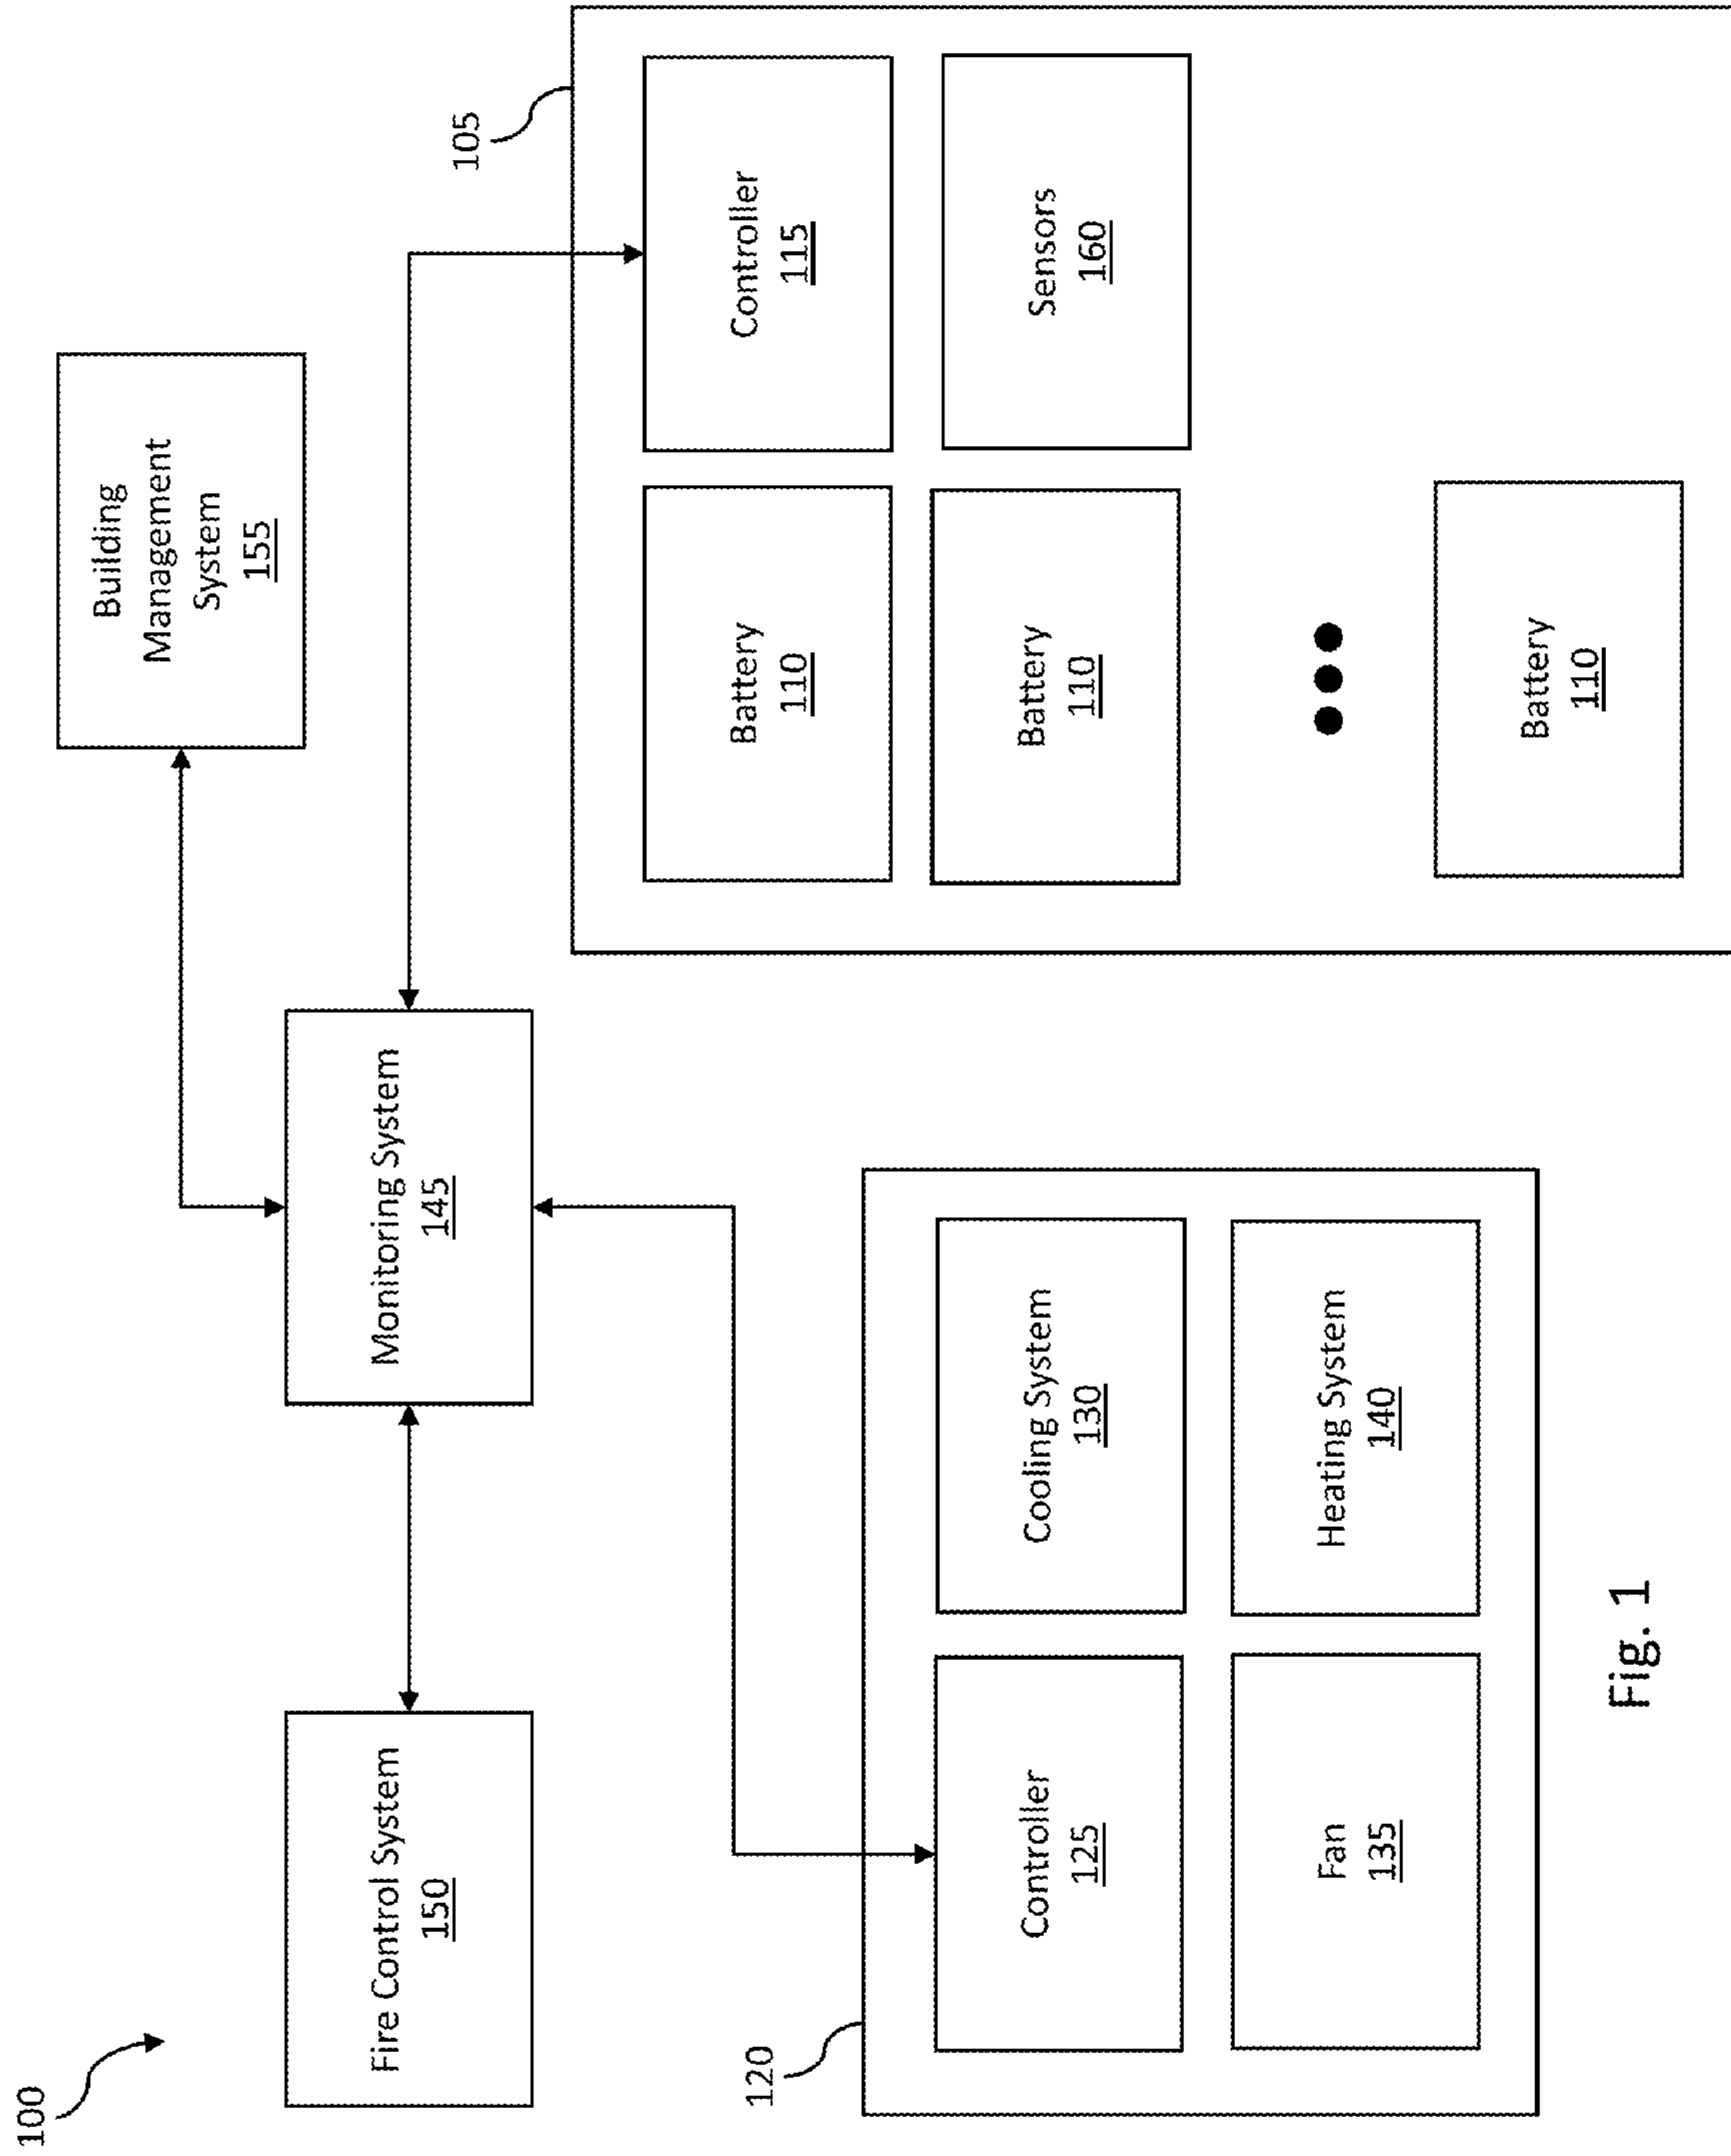 100
Building
Management
System
155
Fire Control System
150
Monitoring System
145
105
120
Controller
125
Cooling System
130
Fan
135
Heating System
140
Battery
110
Controller
115
Battery
110
Sensors
160
Battery
110
Fig. 1